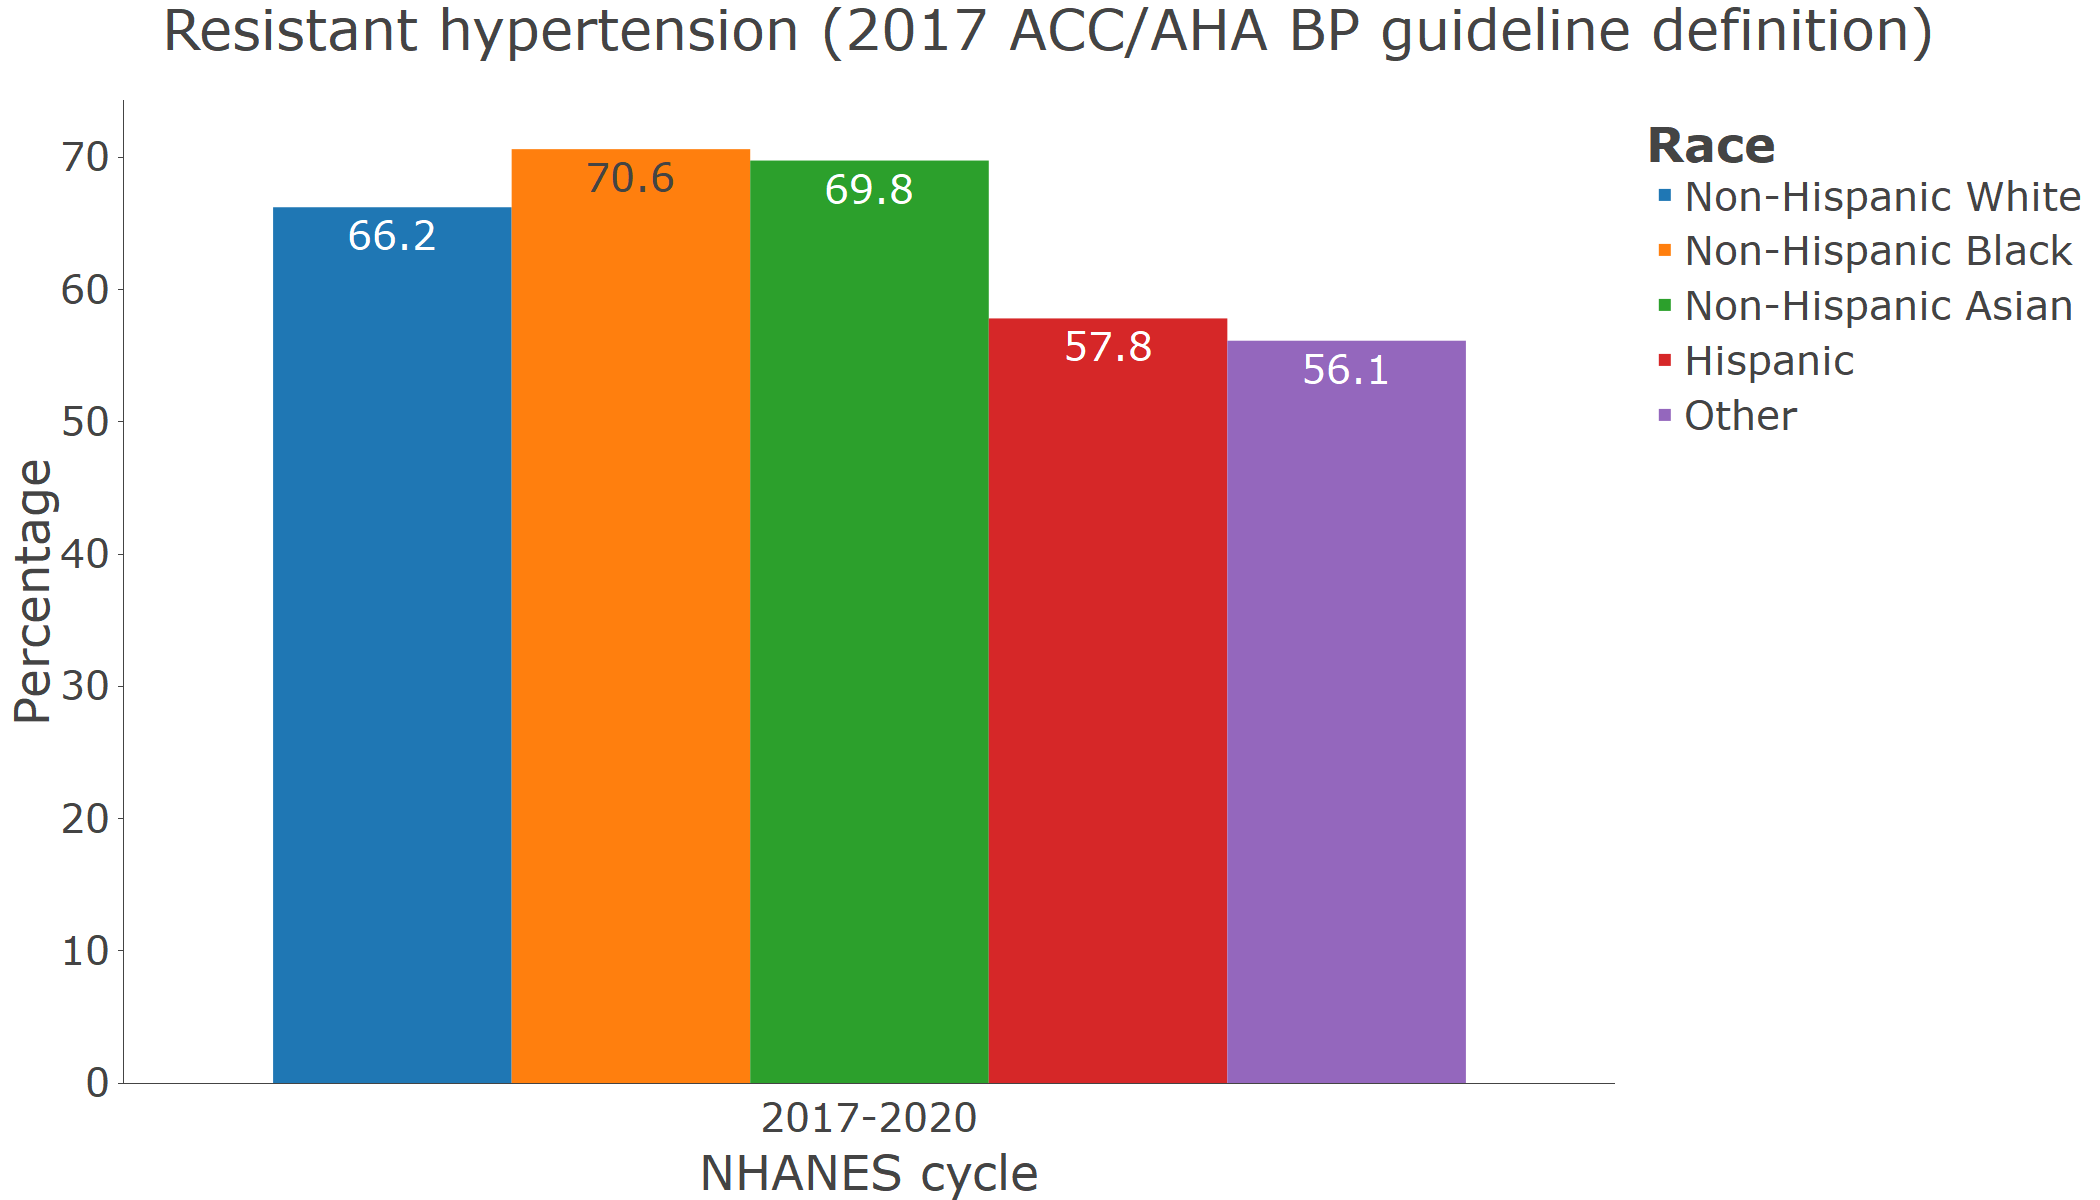 Resistant hypertension (2017 ACC/AHA BP guideline definition)
Percentage
70
60
50
40
30
20
10
0
66.2
70.6
69.8
57.8
56.1
2017-2020
NHANES cycle
Race
Non-Hispanic White
Non-Hispanic Black
Non-Hispanic Asian
Hispanic
Other